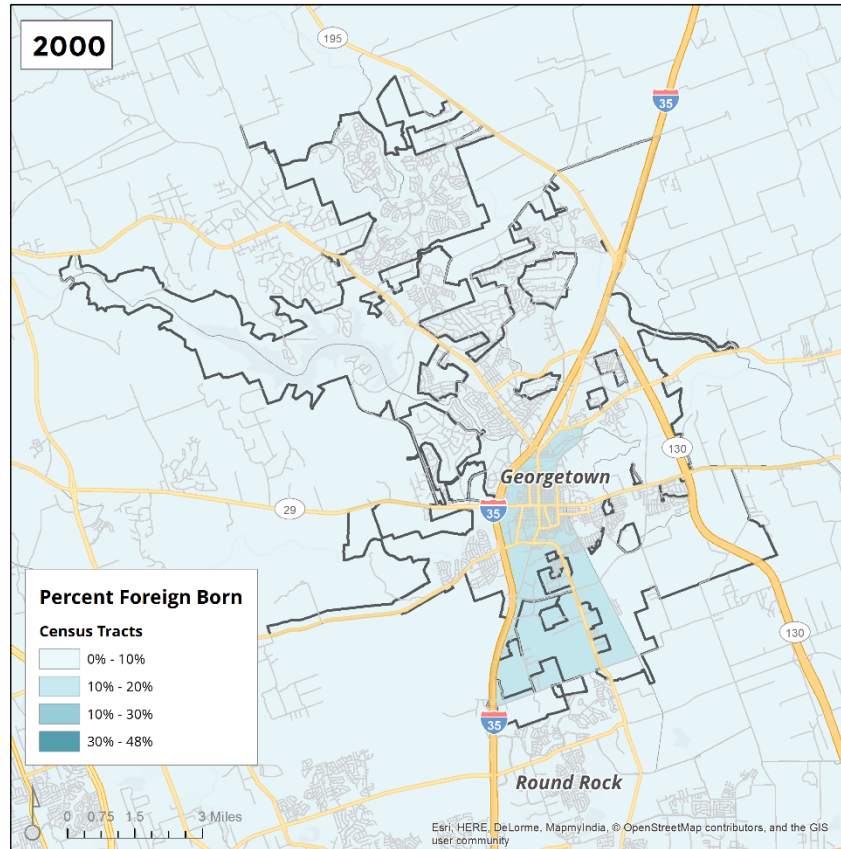 2000
195
35
Georgetown
130
29
35
Percent Foreign Born
Census Tracts
0% - 10%
10% - 20%
10% - 30%
30% - 48%
130
35
Round Rock
0 0.75 1.5 3 Miles
Esri, HERE, DeLorme, MapmyIndia, © OpenStreetMap contributors, and the GIS
user community